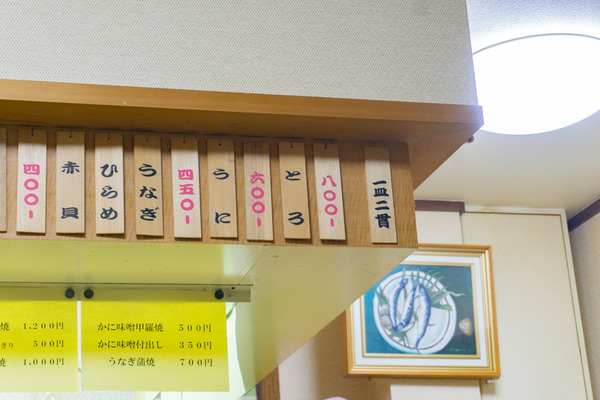 一皿二貫
八〇〇-
とろ
六〇〇-
うに
四五〇-
うなぎ
ひらめ
赤貝
四〇〇-
焼 1,200円
ぎり 500円
焼 1,000円
かに味噌甲羅焼 500円
かに味噌付出し 350円
うなぎ蒲焼 700円